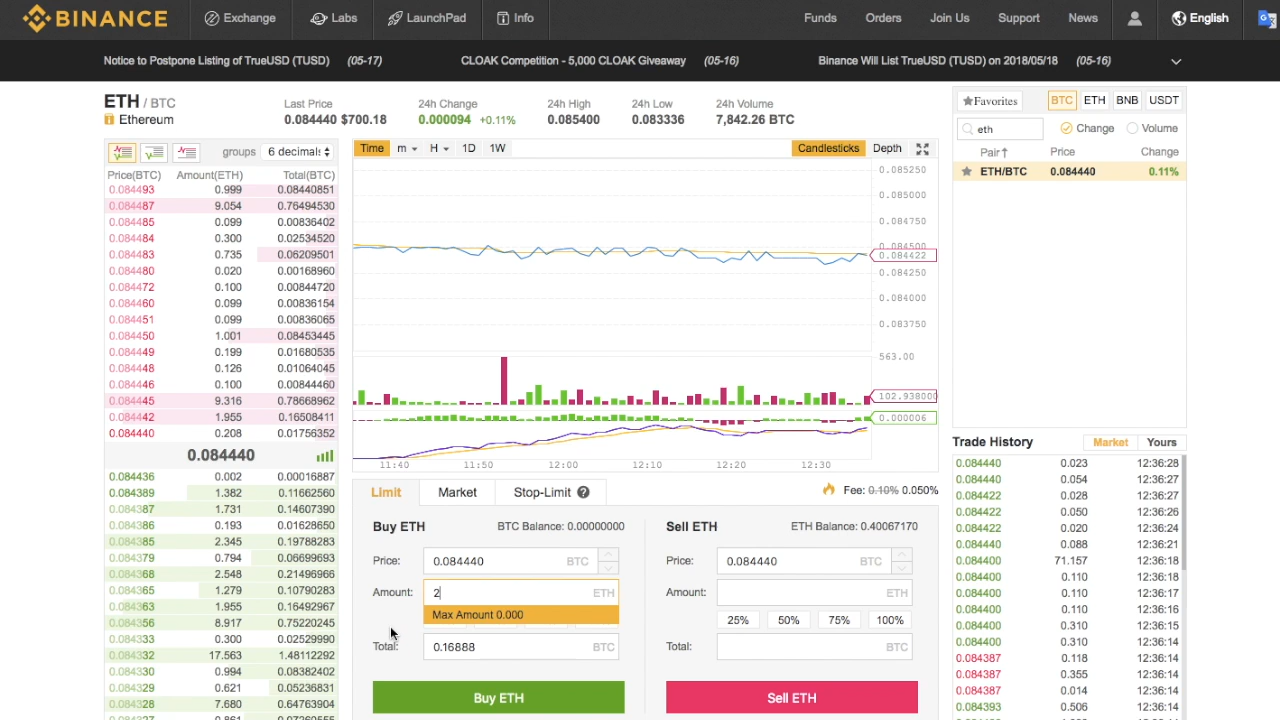 BINANCE Exchange Labs LaunchPad Info Funds Orders Join Us Support News English
Notice to Postpone Listing of TrueUSD (TUSD) (05-17) CLOAK Competition - 5,000 CLOAK Giveaway (05-16) Binance Will List TrueUSD (TUSD) on 2018/05/18 (05-16)
ETH / BTC
Ethereum
Last Price 24h Change 24h High 24h Low 24h Volume
0.084440 $700.18 0.000094 +0.11% 0.085400 0.083336 7,842.26 BTC
groups 6 decimals
Price(BTC) Amount(ETH) Total(BTC)
0.084493 0.999 0.08440851
0.084487 9.054 0.76494530
0.084485 0.099 0.00836402
0.084484 0.300 0.02534520
0.084483 0.735 0.06209501
0.084480 0.020 0.00168960
0.084472 0.100 0.00844720
0.084460 0.099 0.00836154
0.084451 0.099 0.00836065
0.084450 1.001 0.08453445
0.084449 0.199 0.01680535
0.084448 0.126 0.01064045
0.084446 0.100 0.00844460
0.084445 9.316 0.78668962
0.084442 1.955 0.16508411
0.084440 0.208 0.01756352
0.084440
0.084436 0.002 0.00016887
0.084389 1.382 0.11662560
0.084387 1.731 0.14607390
0.084386 0.193 0.01628650
0.084385 2.345 0.19788283
0.084379 0.794 0.06699693
0.084368 2.548 0.21496966
0.084365 1.279 0.10790283
0.084363 1.955 0.16492967
0.084356 8.917 0.75220245
0.084333 0.300 0.02529990
0.084332 17.563 1.48112292
0.084330 0.994 0.08382402
0.084329 0.621 0.05236831
0.084328 7.680 0.64763904
Time m H 1D 1W Candlesticks Depth
0.085250
0.085000
0.084750
0.084500
0.084422
0.084250
0.084000
0.083750
563.00
102.938000
0.000006
11:40 11:50 12:00 12:10 12:20 12:30
Limit Market Stop-Limit ? Fee: 0.10% 0.050%
Buy ETH BTC Balance: 0.00000000
Price: 0.084440 BTC
Amount: 2 ETH
Max Amount 0.000
Total: 0.16888 BTC
Buy ETH
Sell ETH ETH Balance: 0.40067170
Price: 0.084440 BTC
Amount: ETH
25% 50% 75% 100%
Total: BTC
Sell ETH
Favorites BTC ETH BNB USDT
eth Change Volume
Pair Price Change
ETH/BTC 0.084440 0.11%
Trade History Market Yours
0.084440 0.023 12:36:28
0.084440 0.054 12:36:27
0.084422 0.028 12:36:27
0.084422 0.050 12:36:26
0.084422 0.020 12:36:24
0.084440 0.088 12:36:21
0.084400 71.157 12:36:18
0.084400 0.110 12:36:18
0.084400 0.110 12:36:17
0.084400 0.110 12:36:16
0.084400 0.310 12:36:15
0.084400 0.310 12:36:14
0.084387 0.118 12:36:14
0.084387 0.355 12:36:14
0.084387 0.014 12:36:14
0.084393 0.506 12:36:14